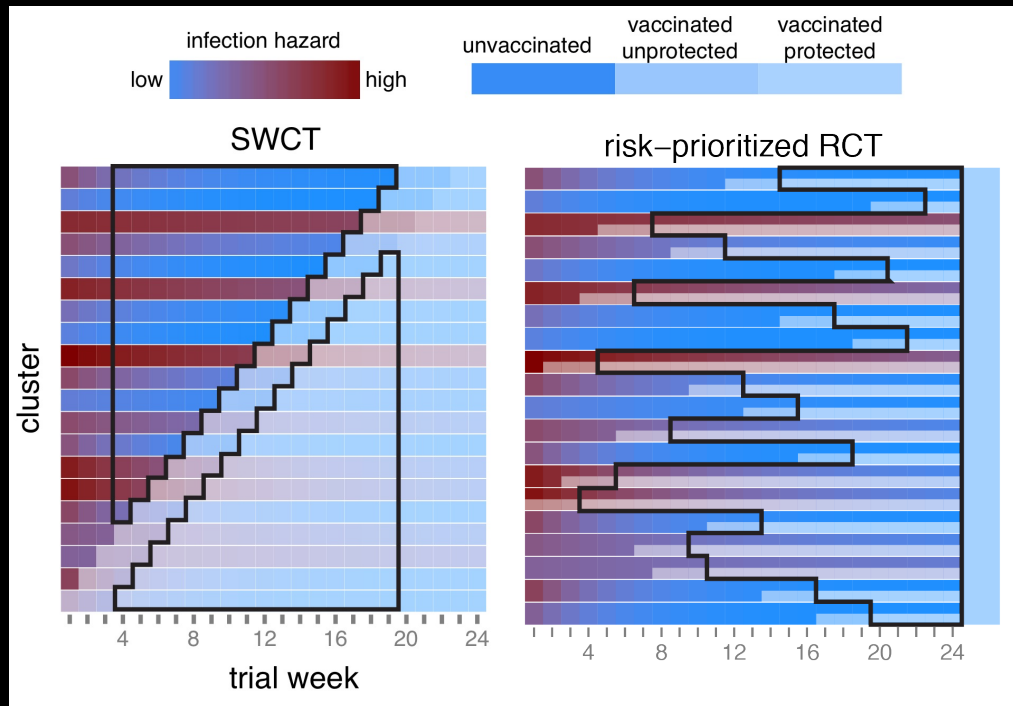 infection hazard
low
high
unvaccinated
vaccinated
unprotected
vaccinated
protected
SWCT
risk–prioritized RCT
cluster
4 8 12 16 20 24
trial week
4 8 12 16 20 24